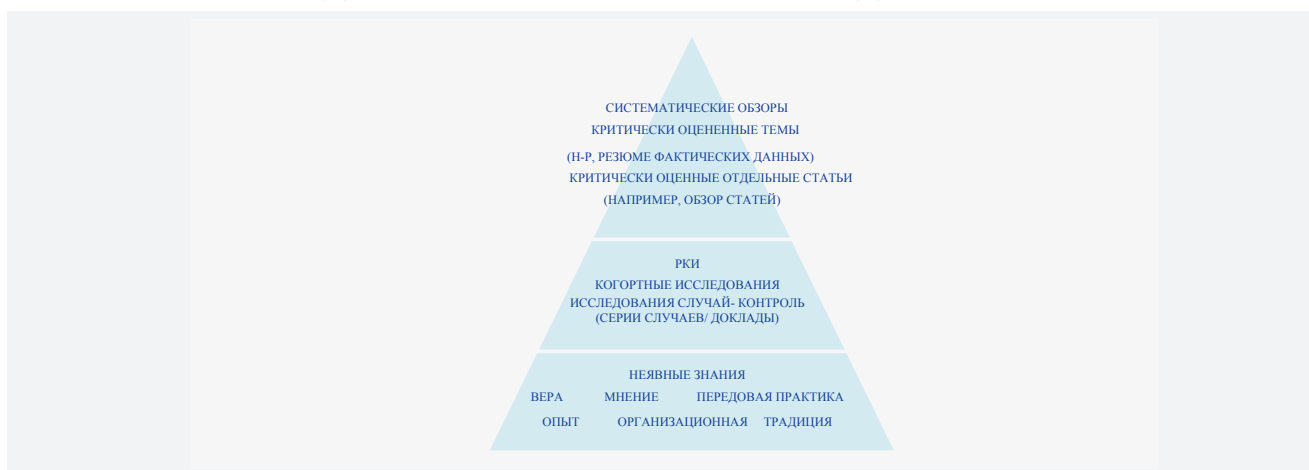 СИСТЕМАТИЧЕСКИЕ ОБЗОРЫ
КРИТИЧЕСКИ ОЦЕНЕННЫЕ ТЕМЫ
(Н-Р, РЕЗЮМЕ ФАКТИЧЕСКИХ ДАННЫХ)
КРИТИЧЕСКИ ОЦЕННЫЕ ОТДЕЛЬНЫЕ СТАТЬИ
(НАПРИМЕР, ОБЗОР СТАТЕЙ)
РКИ
КОГОРТНЫЕ ИССЛЕДОВАНИЯ
ИССЛЕДОВАНИЯ СЛУЧАЙ- КОНТРОЛЬ
(СЕРИИ СЛУЧАЕВ/ ДОКЛАДЫ)
НЕЯВНЫЕ ЗНАНИЯ
ВЕРА МНЕНИЕ ПЕРЕДОВАЯ ПРАКТИКА
ОПЫТ ОРГАНИЗАЦИОННАЯ ТРАДИЦИЯ